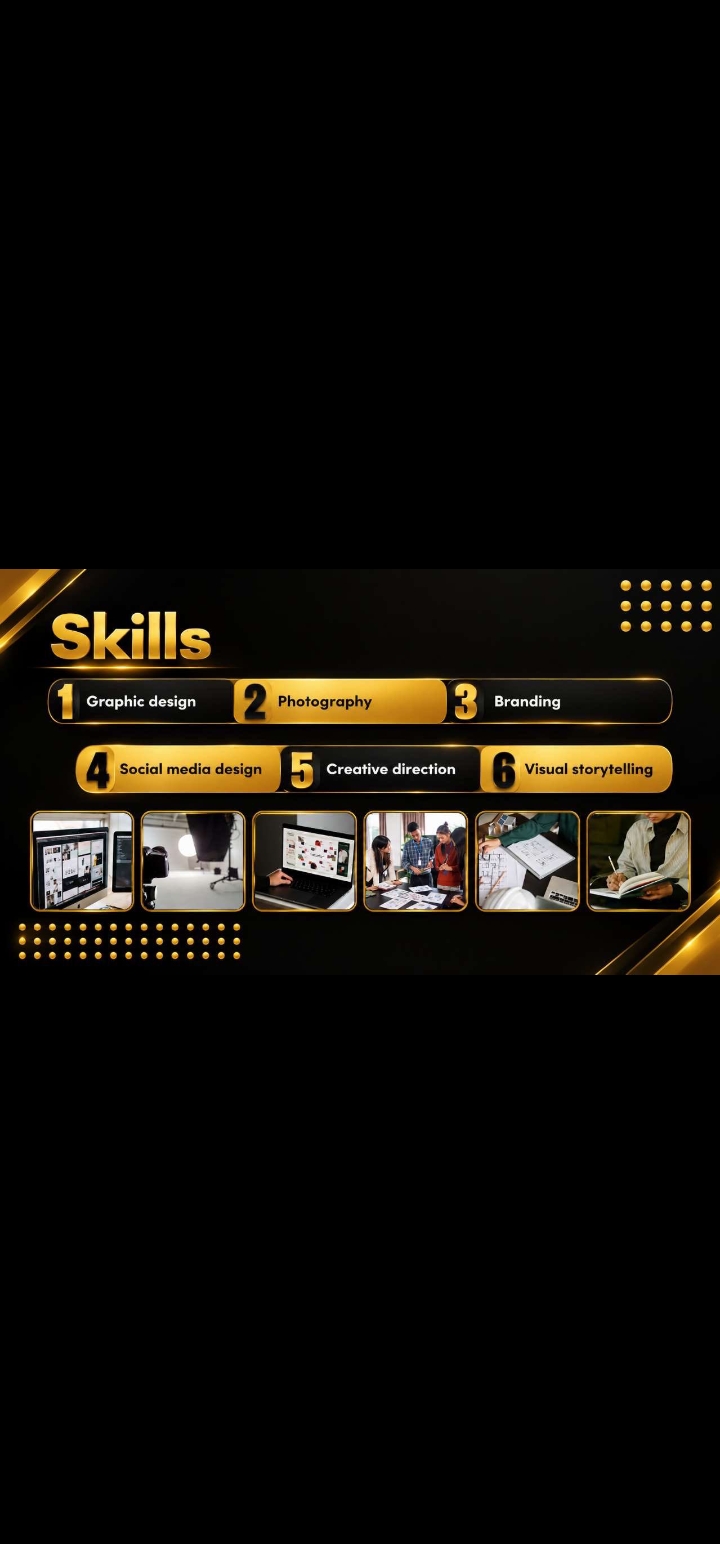 Skills
1 Graphic design 2 Photography 3 Branding
4 Social media design 5 Creative direction 6 Visual storytelling